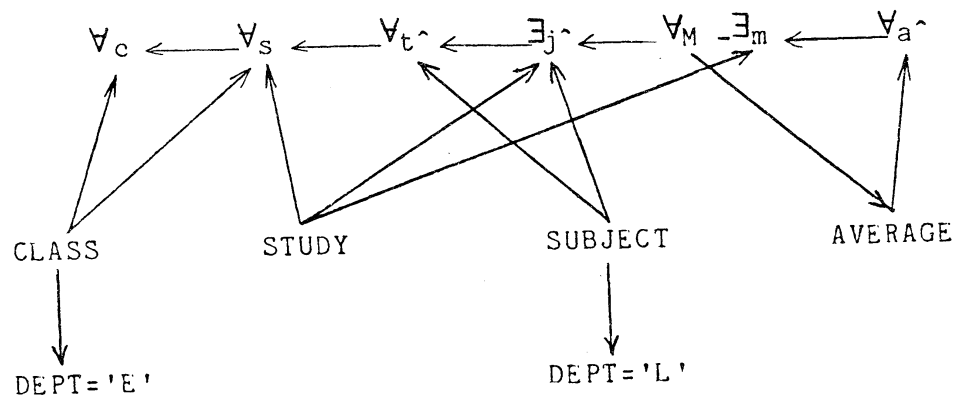 ∀c ∀s ∀t^ ∃j^ ∀M -∃m ∀a^
CLASS STUDY SUBJECT AVERAGE
DEPT='E' DEPT='L'